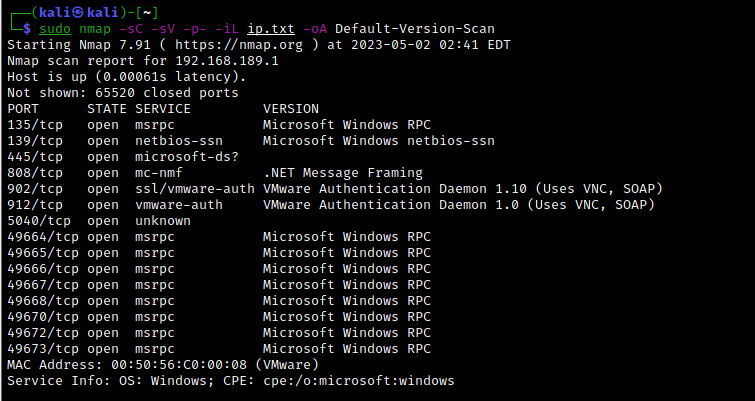 ┌──(kali㉿kali)-[~]
└─$ sudo nmap -sC -sV -p- -iL ip.txt -oA Default-Version-Scan
Starting Nmap 7.91 ( https://nmap.org ) at 2023-05-02 02:41 EDT
Nmap scan report for 192.168.189.1
Host is up (0.00061s latency).
Not shown: 65520 closed ports
PORT      STATE SERVICE         VERSION
135/tcp   open  msrpc           Microsoft Windows RPC
139/tcp   open  netbios-ssn     Microsoft Windows netbios-ssn
445/tcp   open  microsoft-ds?
808/tcp   open  mc-nmf          .NET Message Framing
902/tcp   open  ssl/vmware-auth VMware Authentication Daemon 1.10 (Uses VNC, SOAP)
912/tcp   open  vmware-auth     VMware Authentication Daemon 1.0 (Uses VNC, SOAP)
5040/tcp  open  unknown
49664/tcp open  msrpc           Microsoft Windows RPC
49665/tcp open  msrpc           Microsoft Windows RPC
49666/tcp open  msrpc           Microsoft Windows RPC
49667/tcp open  msrpc           Microsoft Windows RPC
49668/tcp open  msrpc           Microsoft Windows RPC
49670/tcp open  msrpc           Microsoft Windows RPC
49672/tcp open  msrpc           Microsoft Windows RPC
49673/tcp open  msrpc           Microsoft Windows RPC
MAC Address: 00:50:56:C0:00:08 (VMware)
Service Info: OS: Windows; CPE: cpe:/o:microsoft:windows